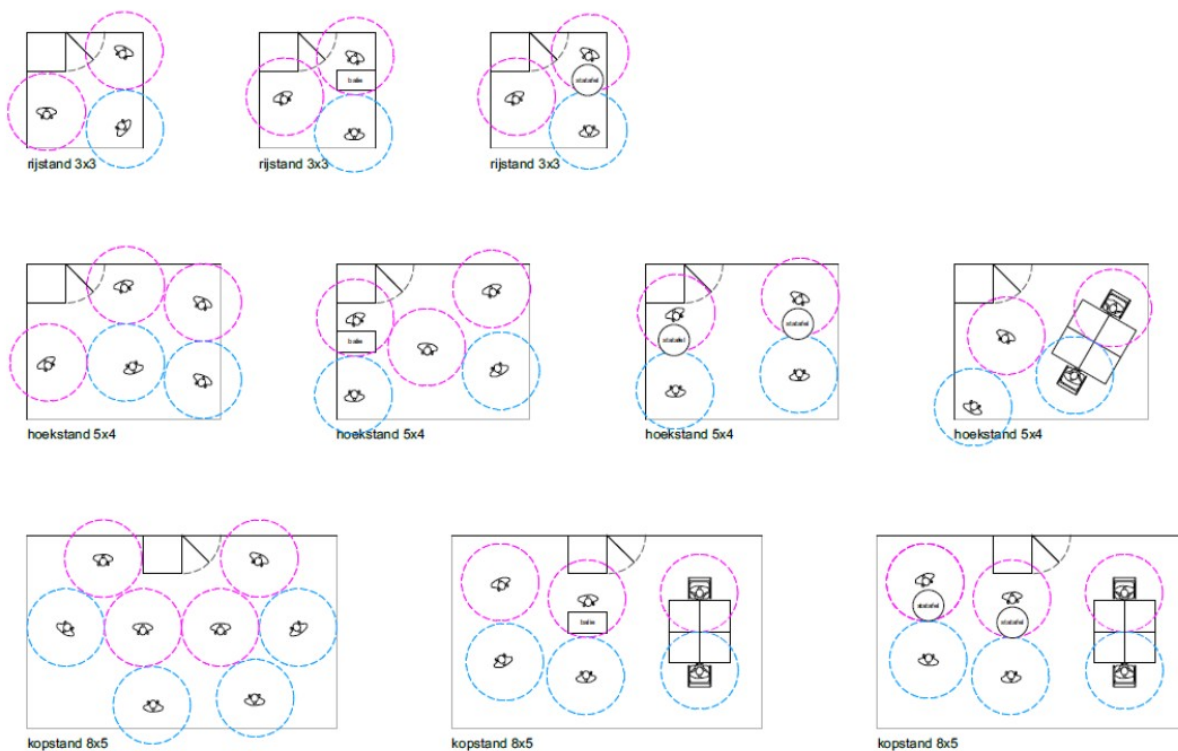 balie
statafel
rijstand 3x3
rijstand 3x3
rijstand 3x3
balie
statafel
statafel
hoekstand 5x4
hoekstand 5x4
hoekstand 5x4
hoekstand 5x4
balie
statafel
statafel
kopstand 8x5
kopstand 8x5
kopstand 8x5